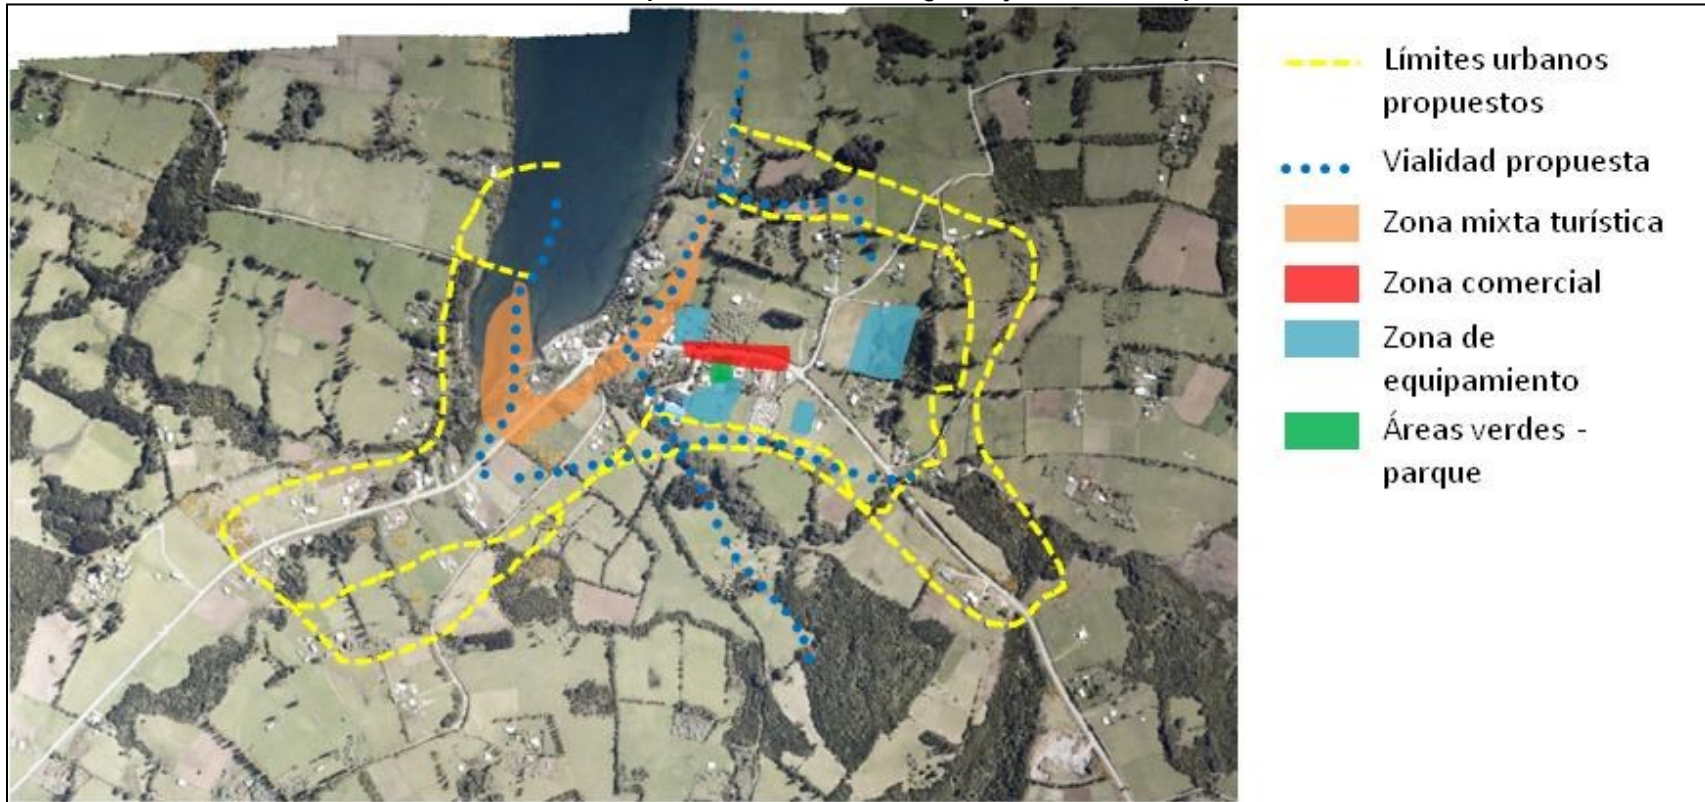 Límites urbanos
propuestos
Vialidad propuesta
Zona mixta turística
Zona comercial
Zona de
equipamiento
Áreas verdes -
parque